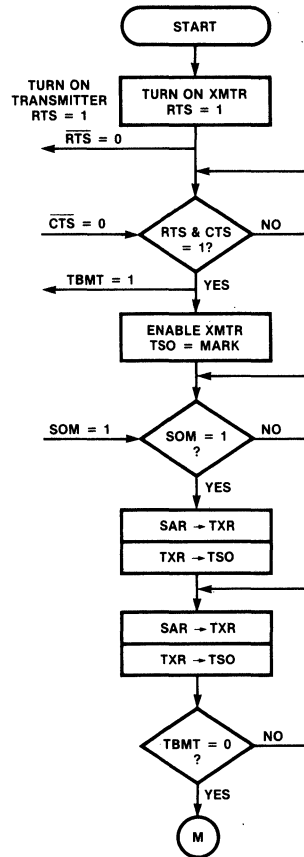 START
TURN ON
TRANSMITTER
RTS = 1
TURN ON XMTR
RTS = 1
R̅T̅S̅ = 0
C̅T̅S̅ = 0
RTS & CTS
= 1?
NO
YES
TBMT = 1
ENABLE XMTR
TSO = MARK
SOM = 1
SOM = 1
?
NO
YES
SAR → TXR
TXR → TSO
SAR → TXR
TXR → TSO
TBMT = 0
?
NO
YES
M